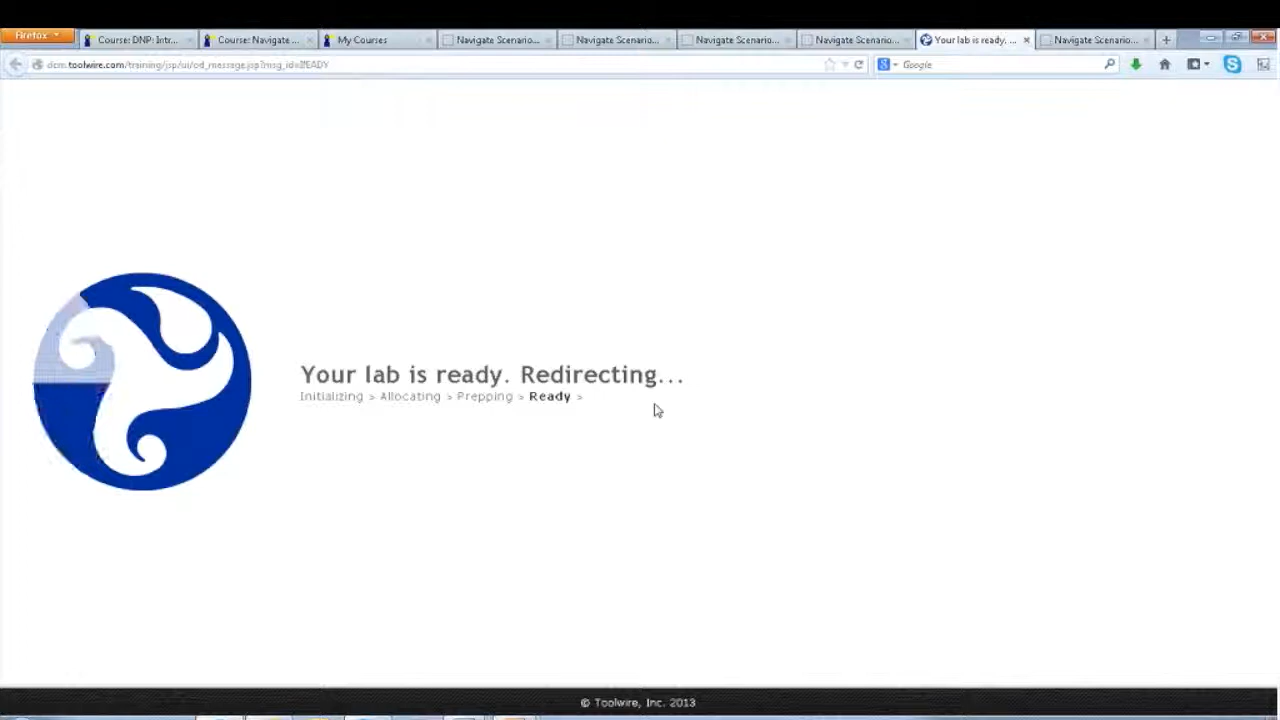 Firefox
Course: DNP: Intr...
Course: Navigate ...
My Courses
Navigate Scenario...
Navigate Scenario...
Navigate Scenario...
Navigate Scenario...
Your lab is ready. ...
Navigate Scenario...
Google
Your lab is ready. Redirecting...
Initializing > Allocating > Prepping > Ready >
© Toolwire, Inc. 2013